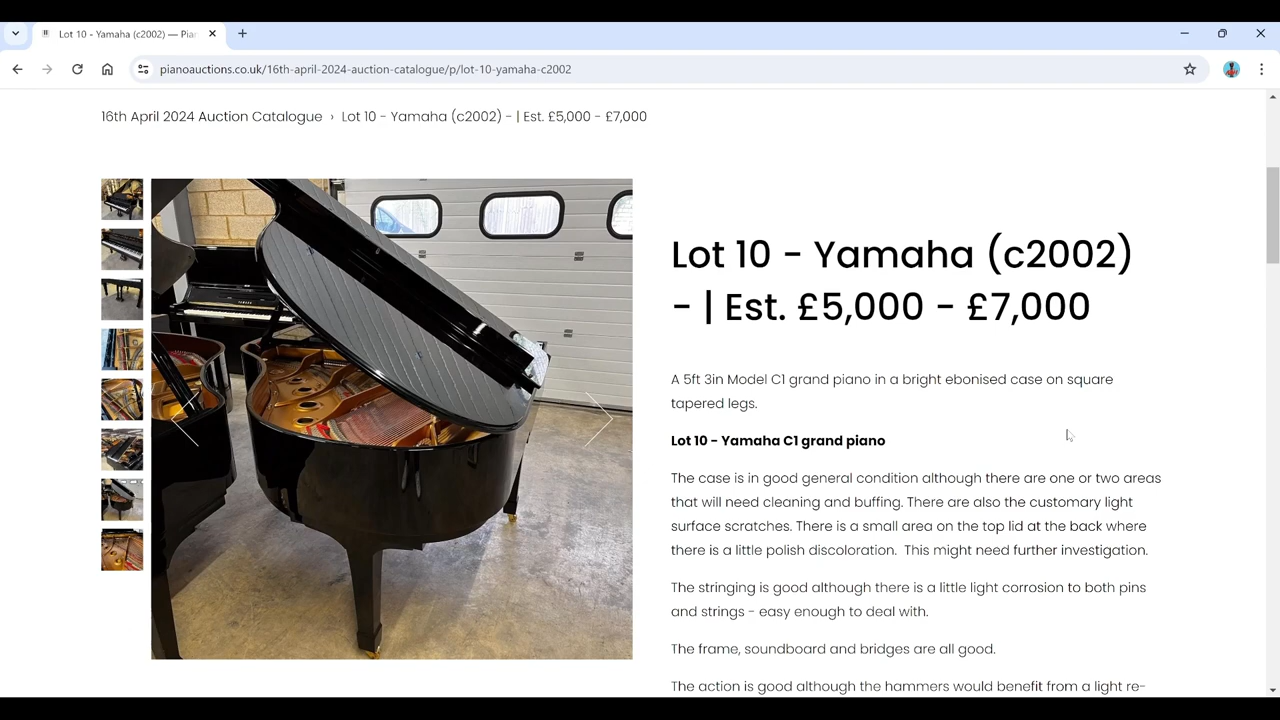 Lot 10 - Yamaha (c2002) — Pian
pianoauctions.co.uk/16th-april-2024-auction-catalogue/p/lot-10-yamaha-c2002
16th April 2024 Auction Catalogue › Lot 10 - Yamaha (c2002) - | Est. £5,000 - £7,000
Lot 10 - Yamaha (c2002)
- | Est. £5,000 - £7,000
A 5ft 3in Model C1 grand piano in a bright ebonised case on square
tapered legs.
Lot 10 - Yamaha C1 grand piano
The case is in good general condition although there are one or two areas
that will need cleaning and buffing. There are also the customary light
surface scratches. There is a small area on the top lid at the back where
there is a little polish discoloration.  This might need further investigation.
The stringing is good although there is a little light corrosion to both pins
and strings - easy enough to deal with.
The frame, soundboard and bridges are all good.
The action is good although the hammers would benefit from a light re-